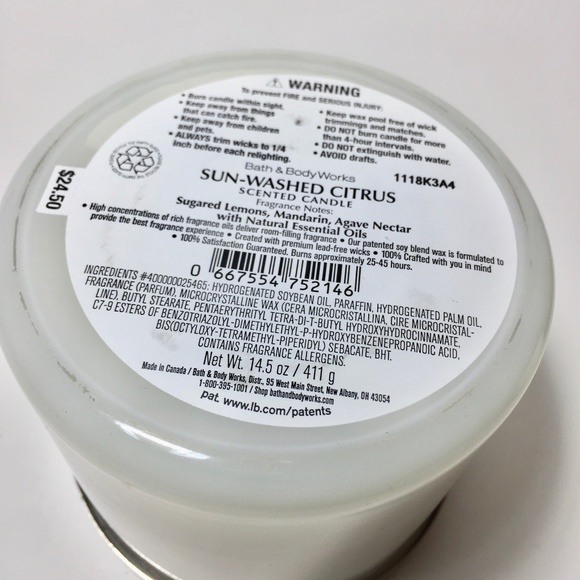 ⚠ WARNING
To prevent FIRE and SERIOUS INJURY:
• Burn candle within sight.
• Keep away from things
that can catch fire.
• Keep away from children
and pets.
• ALWAYS trim wicks to 1/4
Inch before each relighting.
• Keep wax pool free of wick
trimmings and matches.
• DO NOT burn candle for more
than 4-hour intervals.
• DO NOT extinguish with water.
• AVOID drafts.
1118K3A4
$24.50
Bath & Body Works
SUN-WASHED CITRUS
SCENTED CANDLE
Fragrance Notes:
Sugared Lemons, Mandarin, Agave Nectar
with Natural Essential Oils
• High concentrations of rich fragrance oils deliver room-filling fragrance • Our patented soy blend wax is formulated to
provide the best fragrance experience • Created with premium lead-free wicks • 100% Crafted with you in mind
• 100% Satisfaction Guaranteed. Burns approximately 25-45 hours.
0 667554 752146
INGREDIENTS #400000025465: HYDROGENATED SOYBEAN OIL, PARAFFIN, HYDROGENATED PALM OIL,
FRAGRANCE (PARFUM), MICROCRYSTALLINE WAX (CERA MICROCRISTALLINA, CIRE MICROCRISTAL-
LINE), BUTYL STEARATE, PENTAERYTHRITYL TETRA-DI-T-BUTYL HYDROXYHYDROCINNAMATE,
C7-9 ESTERS OF BENZOTRIAZOLYL-DIMETHYLETHYL-P-HYDROXYBENZENEPROPANOIC ACID,
BIS(OCTYLOXY-TETRAMETHYL-PIPERIDYL) SEBACATE, BHT.
CONTAINS FRAGRANCE ALLERGENS.
Net Wt. 14.5 oz / 411 g
Made in Canada / Bath & Body Works, Distr., 95 West Main Street, New Albany, OH 43054
1-800-395-1001 / Shop bathandbodyworks.com
pat. www.lb.com/patents